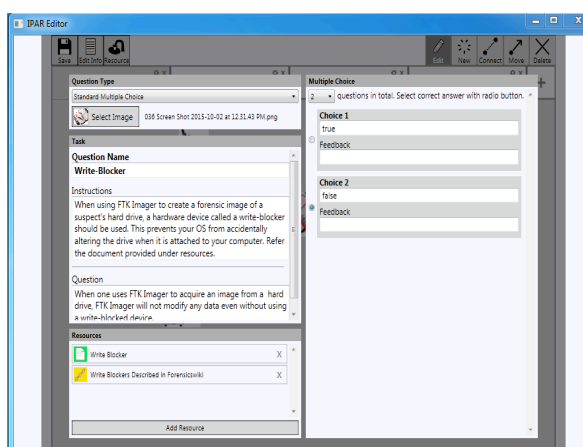 IPAR Editor
Save Edit Info Resource Edit New Connect Move Delete
Question Type
Standard Multiple Choice
Select Image 036 Screen Shot 2015-10-02 at 12.31.43 PM.png
Task
Question Name
Write-Blocker
Instructions
When using FTK Imager to create a forensic image of a
suspect's hard drive, a hardware device called a write-blocker
should be used. This prevents your OS from accidentally
altering the drive when it is attached to your computer. Refer
the document provided under resources.
Question
When one uses FTK Imager to acquire an image from a hard
drive, FTK Imager will not modify any data even without using
a write-blocked device.
Resources
Write Blocker X
Write Blockers Described in Forensicswiki X
Add Resource
Multiple Choice
2 questions in total. Select correct answer with radio button.
Choice 1
true
Feedback
Choice 2
false
Feedback